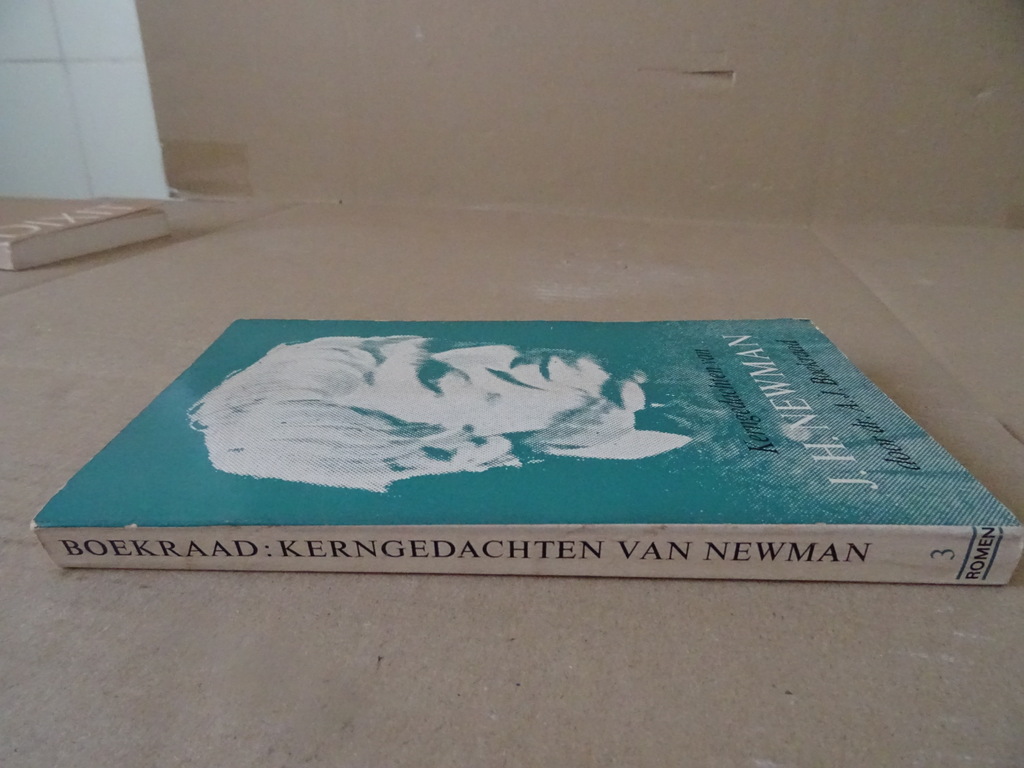 Kerngedachten van
J. H. NEWMAN
door dr. A. J. Boekraad
BOEKRAAD: KERNGEDACHTEN VAN NEWMAN
3
ROMEN